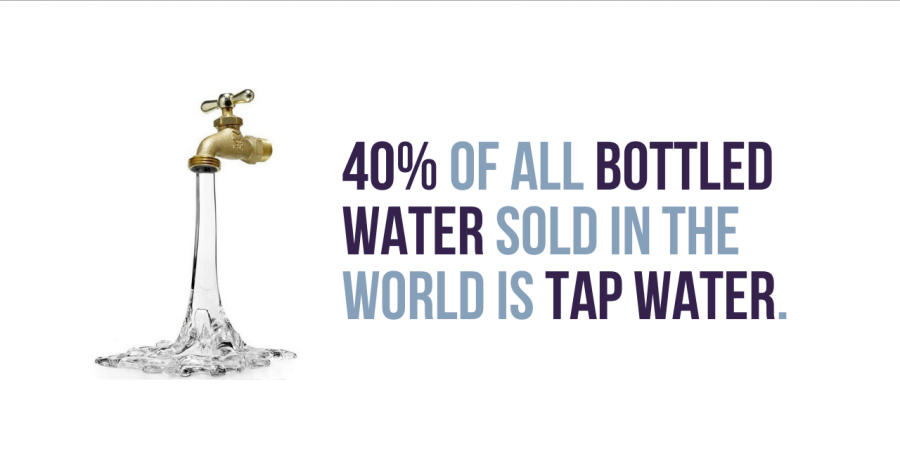 40% OF ALL BOTTLED
WATER SOLD IN THE
WORLD IS TAP WATER.